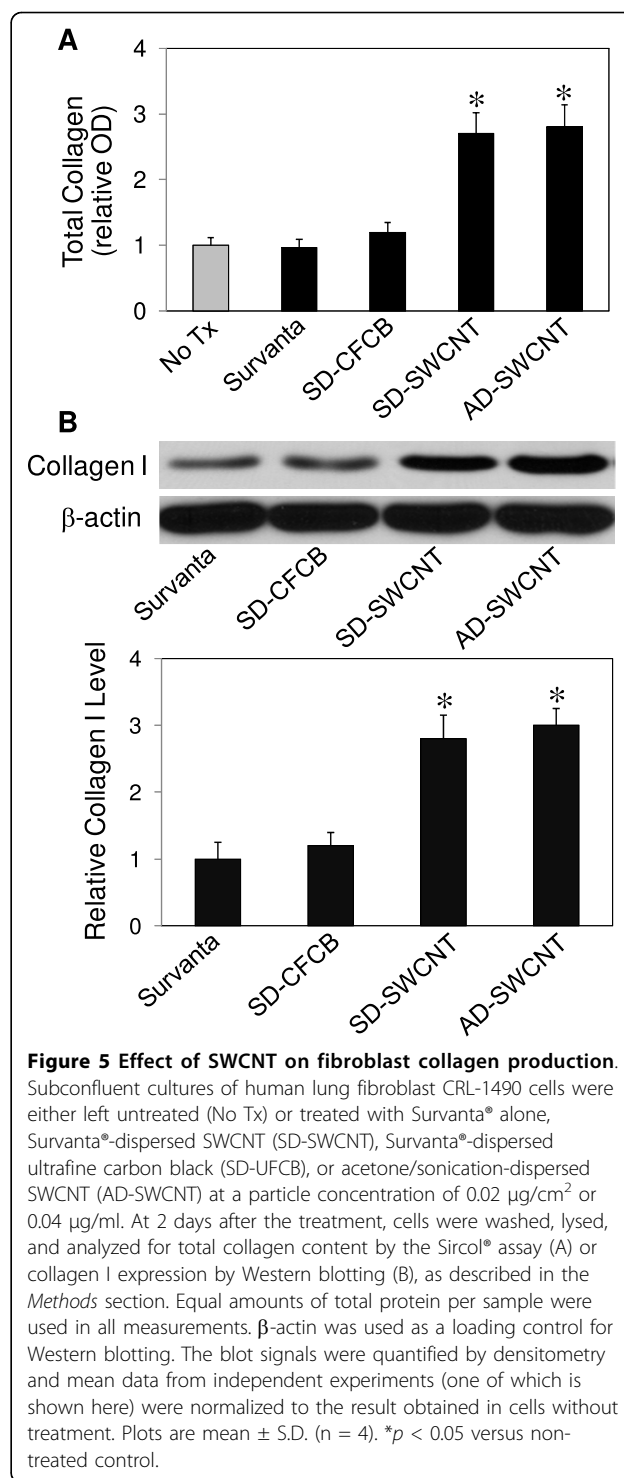 A
4
3
2
1
0
Total Collagen
(relative OD)
*
*
No Tx
Survanta
SD-CFCB
SD-SWCNT
AD-SWCNT
B
Collagen I
β-actin
Survanta
SD-CFCB
SD-SWCNT
AD-SWCNT
4
3
2
1
0
Relative Collagen I Level
*
*
Survanta
SD-CFCB
SD-SWCNT
AD-SWCNT
Figure 5 Effect of SWCNT on fibroblast collagen production.
Subconfluent cultures of human lung fibroblast CRL-1490 cells were
either left untreated (No Tx) or treated with Survanta® alone,
Survanta®-dispersed SWCNT (SD-SWCNT), Survanta®-dispersed
ultrafine carbon black (SD-UFCB), or acetone/sonication-dispersed
SWCNT (AD-SWCNT) at a particle concentration of 0.02 μg/cm² or
0.04 μg/ml. At 2 days after the treatment, cells were washed, lysed,
and analyzed for total collagen content by the Sircol® assay (A) or
collagen I expression by Western blotting (B), as described in the
Methods section. Equal amounts of total protein per sample were
used in all measurements. β-actin was used as a loading control for
Western blotting. The blot signals were quantified by densitometry
and mean data from independent experiments (one of which is
shown here) were normalized to the result obtained in cells without
treatment. Plots are mean ± S.D. (n = 4). *p < 0.05 versus non-
treated control.